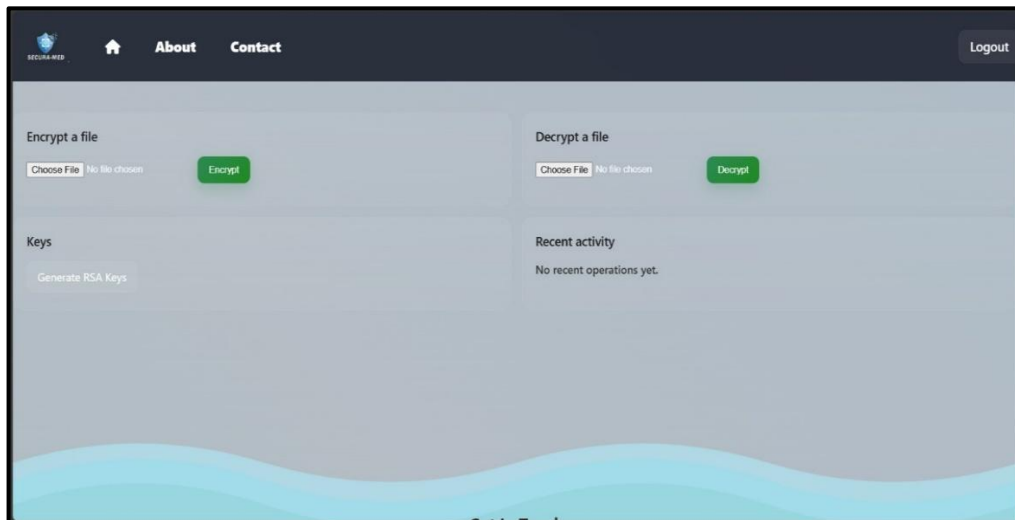 SECURA-MED
About
Contact
Logout
Encrypt a file
Choose File No file chosen
Encrypt
Decrypt a file
Choose File No file chosen
Decrypt
Keys
Generate RSA Keys
Recent activity
No recent operations yet.